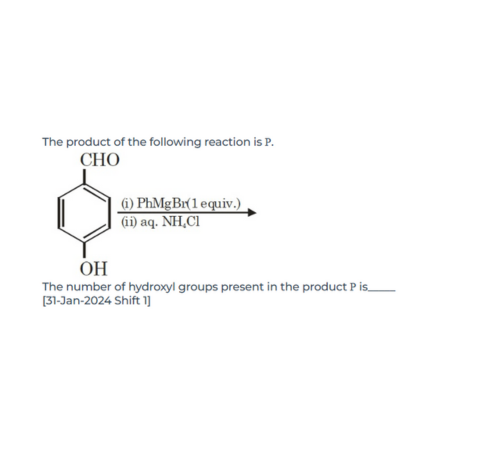 The product of the following reaction is P.
CHO
(i) PhMgBr(1 equiv.)
(ii) aq. NH₄Cl
OH
The number of hydroxyl groups present in the product P is____
[31-Jan-2024 Shift 1]